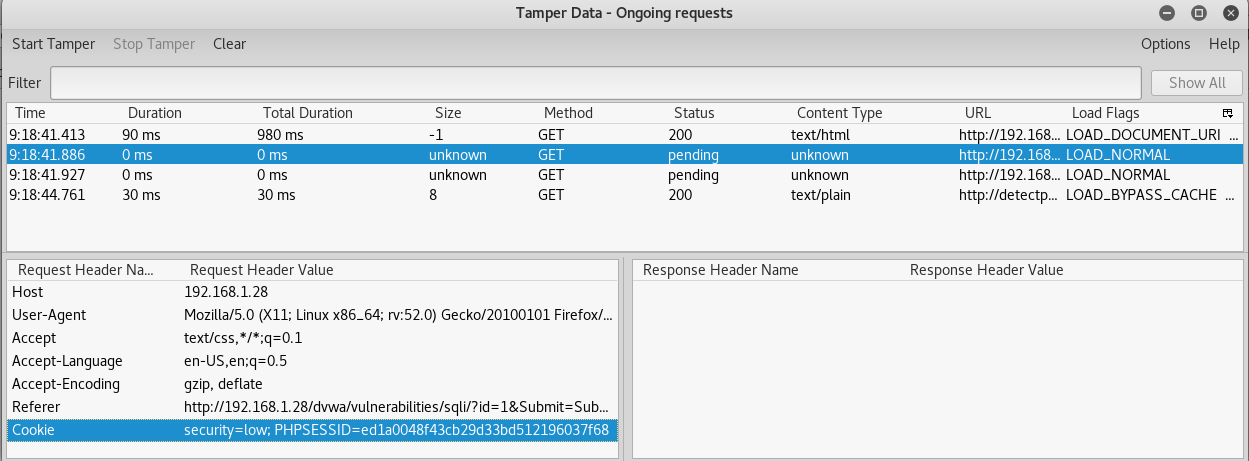 Tamper Data - Ongoing requests
Start Tamper Stop Tamper Clear Options Help
Filter Show All
Time Duration Total Duration Size Method Status Content Type URL Load Flags
9:18:41.413 90 ms 980 ms -1 GET 200 text/html http://192.168... LOAD_DOCUMENT_URI ...
9:18:41.886 0 ms 0 ms unknown GET pending unknown http://192.168... LOAD_NORMAL
9:18:41.927 0 ms 0 ms unknown GET pending unknown http://192.168... LOAD_NORMAL
9:18:44.761 30 ms 30 ms 8 GET 200 text/plain http://detectp... LOAD_BYPASS_CACHE ...
Request Header Na... Request Header Value Response Header Name Response Header Value
Host 192.168.1.28
User-Agent Mozilla/5.0 (X11; Linux x86_64; rv:52.0) Gecko/20100101 Firefox/...
Accept text/css,*/*;q=0.1
Accept-Language en-US,en;q=0.5
Accept-Encoding gzip, deflate
Referer http://192.168.1.28/dvwa/vulnerabilities/sqli/?id=1&Submit=Sub...
Cookie security=low; PHPSESSID=ed1a0048f43cb29d33bd512196037f68